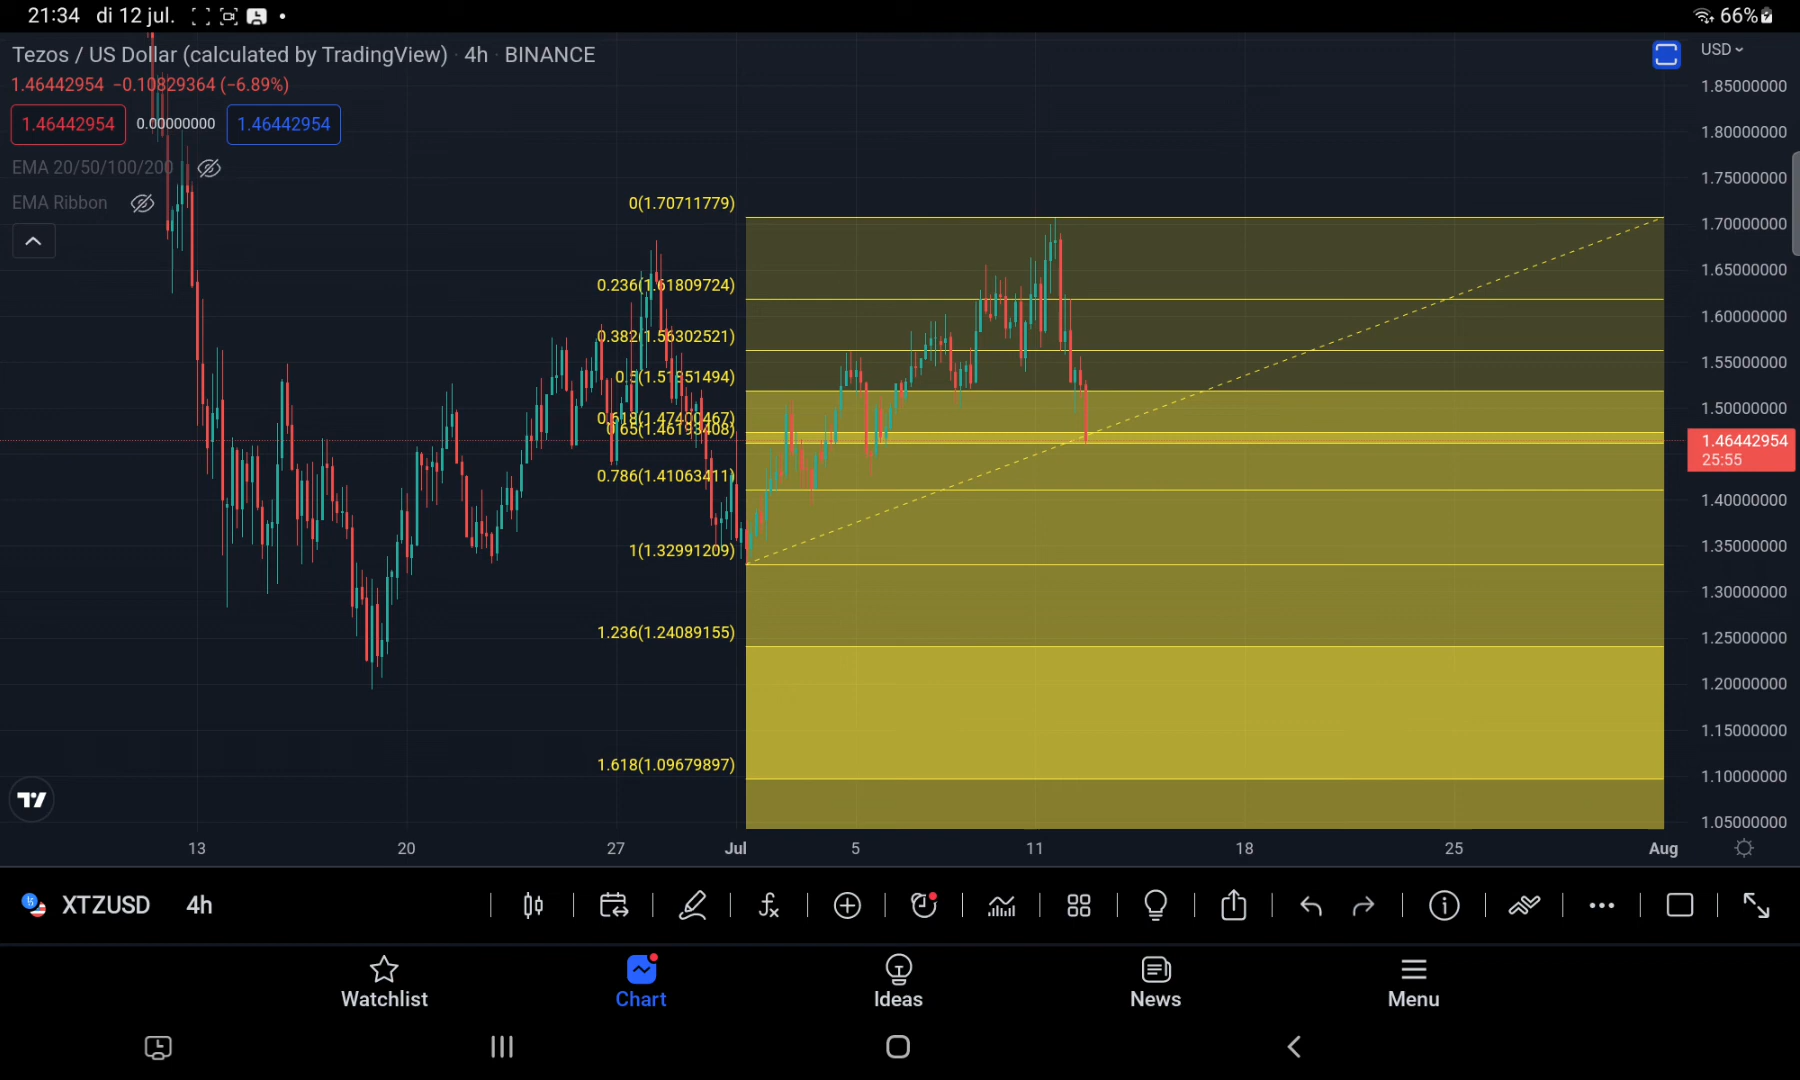 21:34 di 12 jul. 66%
Tezos / US Dollar (calculated by TradingView) · 4h · BINANCE
USD
1.46442954 −0.10829364 (−6.89%)
1.46442954 0.00000000 1.46442954
EMA 20/50/100/200
EMA Ribbon
1.85000000
1.80000000
1.75000000
1.70000000
1.65000000
1.60000000
1.55000000
1.50000000
1.46442954
25:55
1.40000000
1.35000000
1.30000000
1.25000000
1.20000000
1.15000000
1.10000000
1.05000000
0(1.70711779)
0.236(1.61809724)
0.382(1.56302521)
0.5(1.51851494)
0.618(1.47400467)
0.65(1.46193408)
0.786(1.41063411)
1(1.32991209)
1.236(1.24089155)
1.618(1.09679897)
13 20 27 Jul 5 11 18 25 Aug
XTZUSD 4h
Watchlist Chart Ideas News Menu